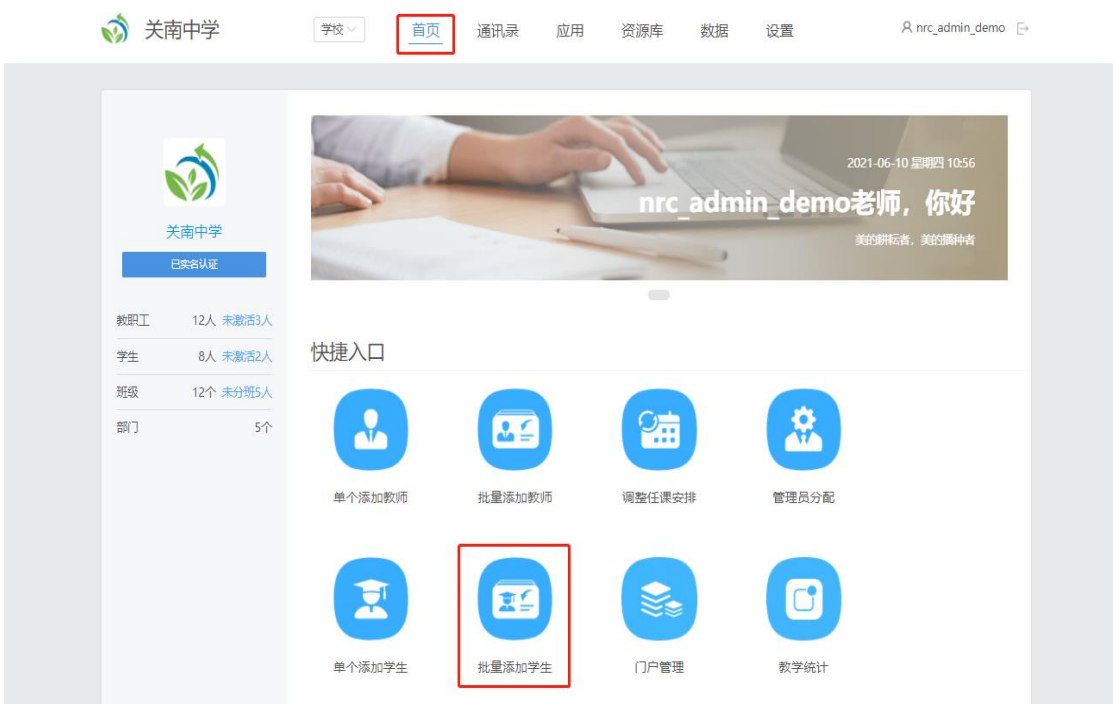 关南中学
学校
首页 通讯录 应用 资源库 数据 设置
nrc_admin_demo
关南中学
已实名认证
教职工 12人 未激活3人
学生 8人 未激活2人
班级 12个 未分班5人
部门 5个
2021-06-10 星期四 10:56
nrc_admin_demo老师，你好
美的耕耘者，美的播种者
快捷入口
单个添加教师 批量添加教师 调整任课安排 管理员分配
单个添加学生 批量添加学生 门户管理 教学统计